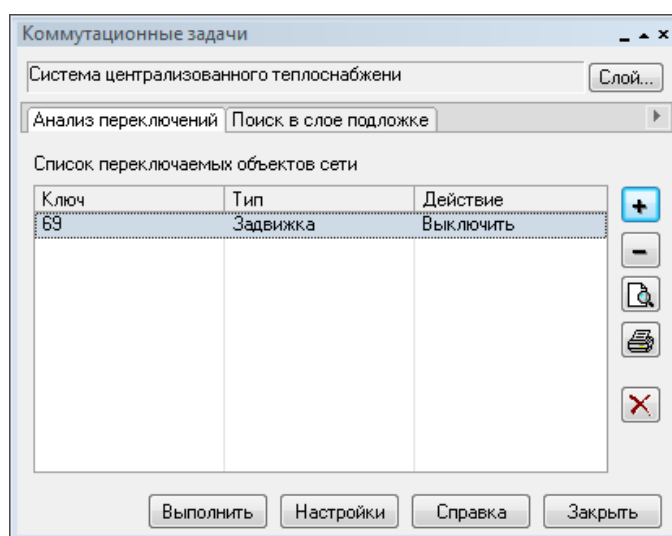 Коммутационные задачи
Система централизованного теплоснабжени
Слой...
Анализ переключений Поиск в слое подложке
Список переключаемых объектов сети
Ключ Тип Действие
69 Задвижка Выключить
Выполнить Настройки Справка Закрыть